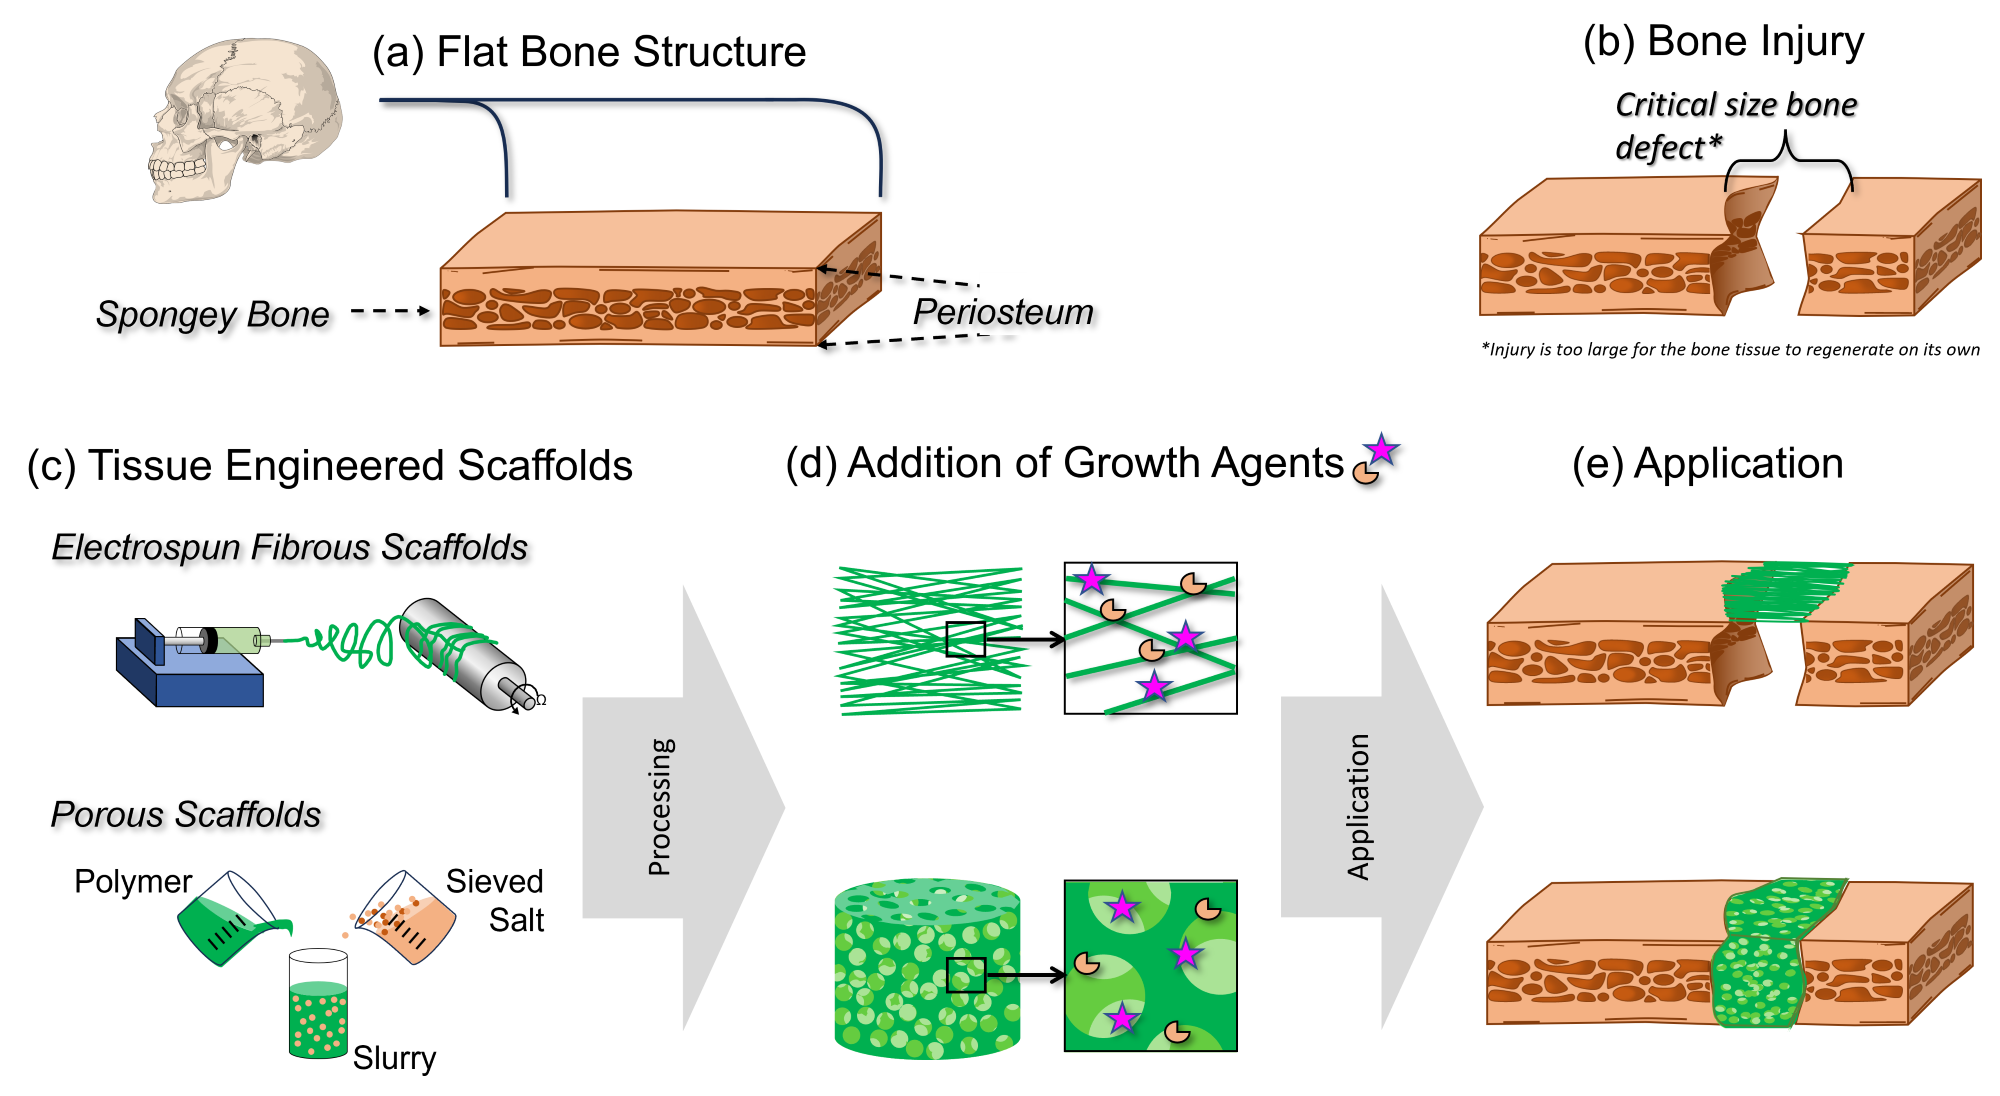 (a) Flat Bone Structure
Spongey Bone
Periosteum
(b) Bone Injury
Critical size bone
defect*
*Injury is too large for the bone tissue to regenerate on its own
(c) Tissue Engineered Scaffolds
Electrospun Fibrous Scaffolds
Ω
Porous Scaffolds
Polymer
Sieved
Salt
Slurry
Processing
(d) Addition of Growth Agents
Application
(e) Application